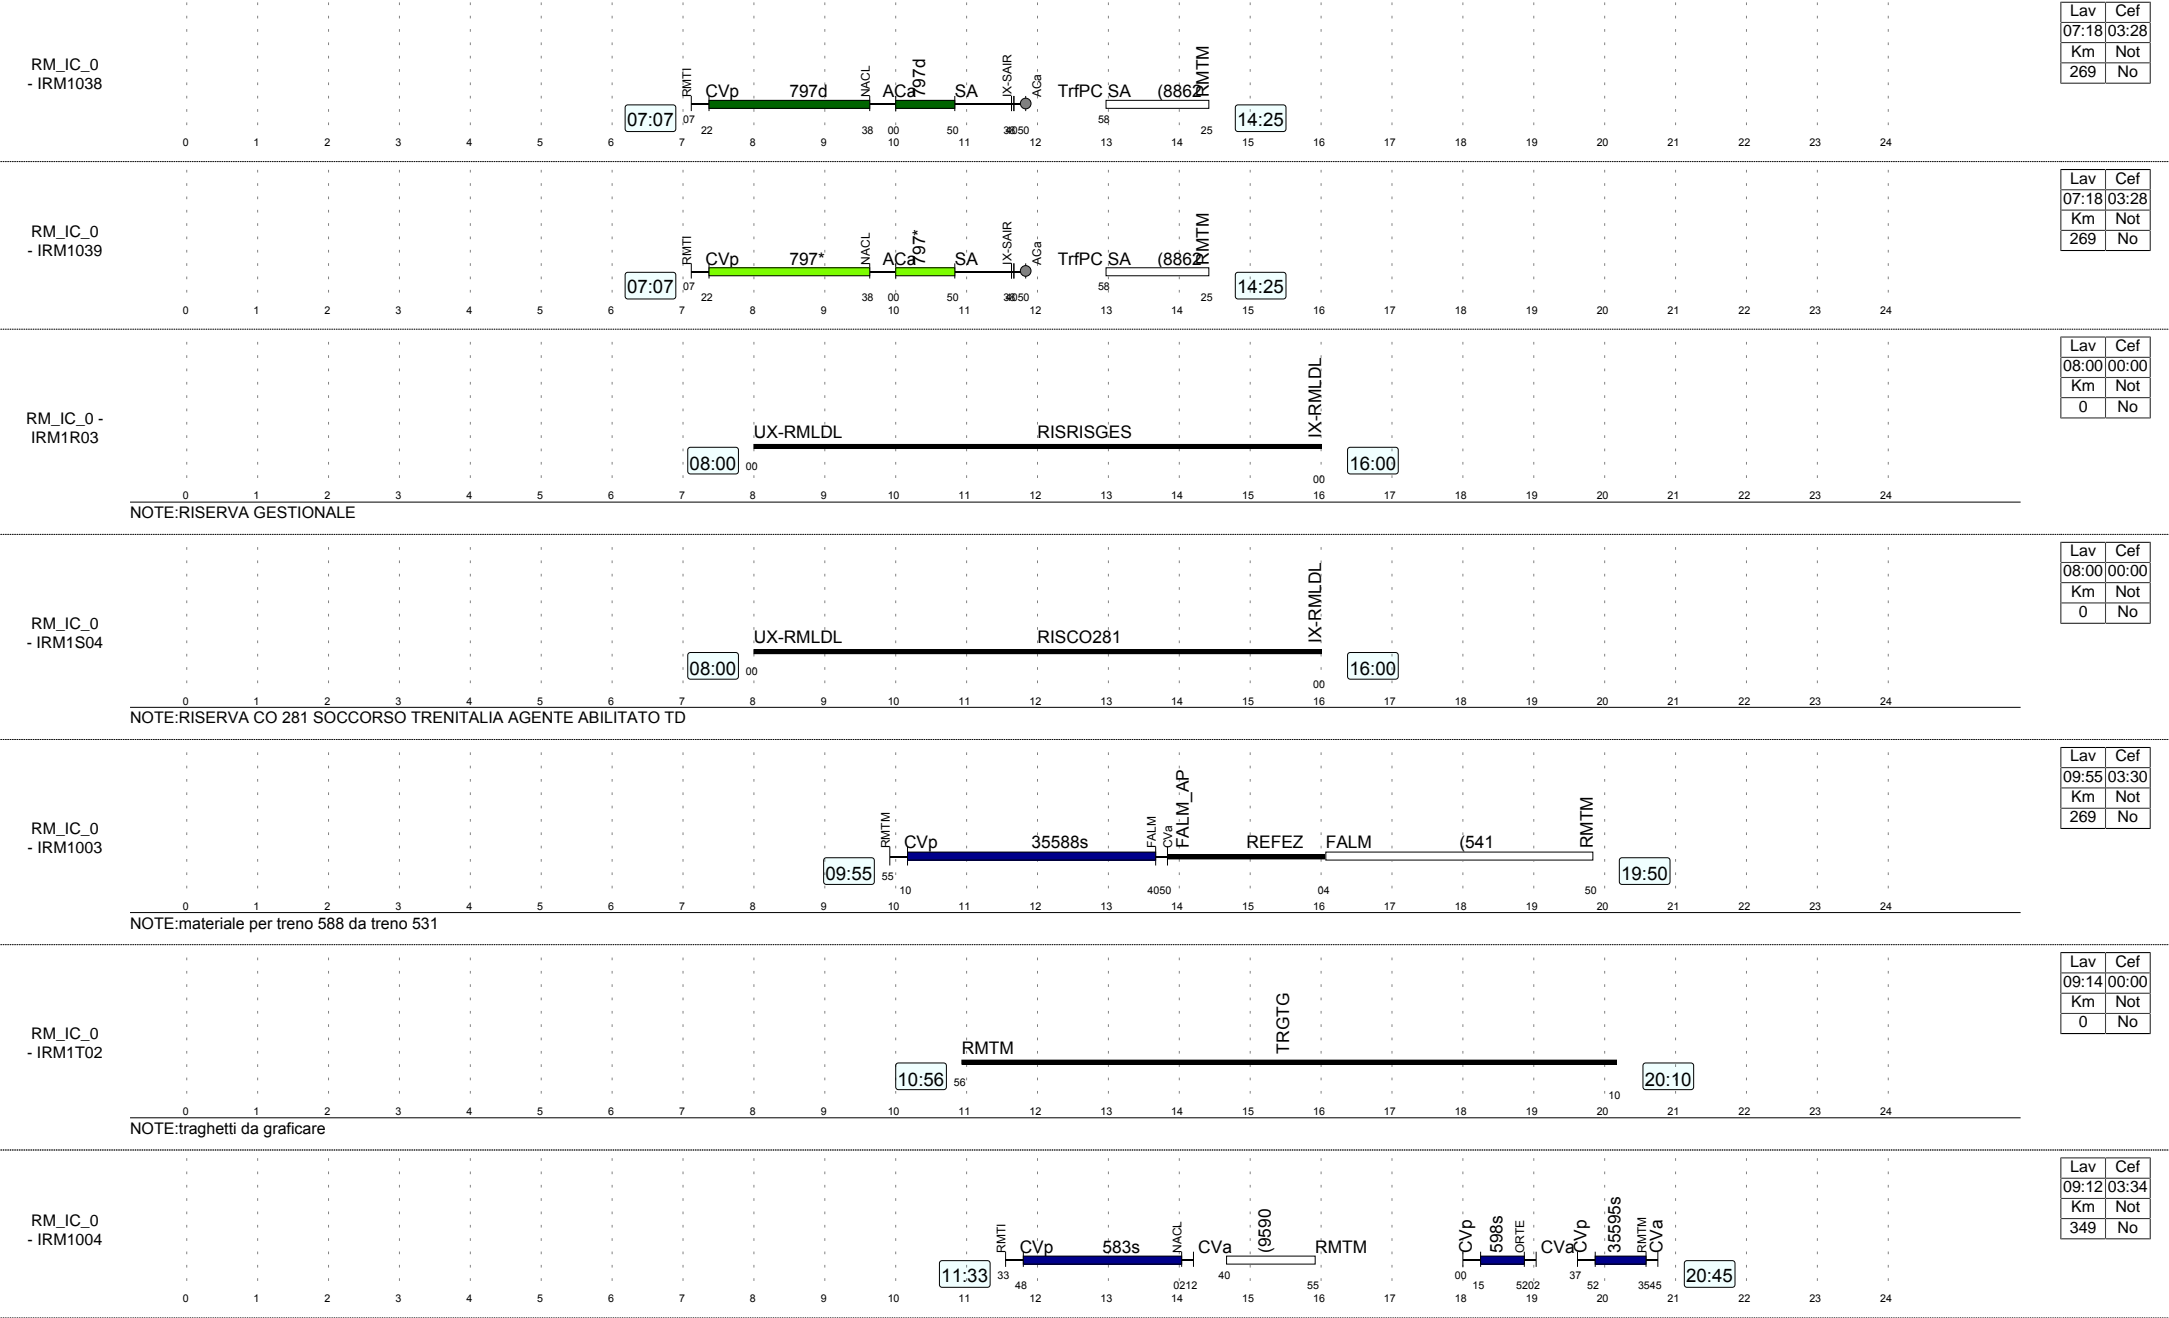 Lav Cef
07:18 03:28
Km Not
269 No
RM_IC_0
- IRM1038
RMTI CVp 797d NACL ACa 797d SA IX-SAIR ACa TrfPC SA (8862 RMTM
07:07 07 22 38 00 50 50 58 25 14:25
0 1 2 3 4 5 6 7 8 9 10 11 12 13 14 15 16 17 18 19 20 21 22 23 24
Lav Cef
07:18 03:28
Km Not
269 No
RM_IC_0
- IRM1039
RMTI CVp 797* NACL ACa 797* SA IX-SAIR ACa TrfPC SA (8862 RMTM
07:07 07 22 38 00 50 50 58 25 14:25
0 1 2 3 4 5 6 7 8 9 10 11 12 13 14 15 16 17 18 19 20 21 22 23 24
Lav Cef
08:00 00:00
Km Not
0 No
RM_IC_0 -
IRM1R03
UX-RMLDL RISRISGES IX-RMLDL
08:00 00 00 16:00
0 1 2 3 4 5 6 7 8 9 10 11 12 13 14 15 16 17 18 19 20 21 22 23 24
NOTE:RISERVA GESTIONALE
Lav Cef
08:00 00:00
Km Not
0 No
RM_IC_0
- IRM1S04
UX-RMLDL RISCO281 IX-RMLDL
08:00 00 00 16:00
0 1 2 3 4 5 6 7 8 9 10 11 12 13 14 15 16 17 18 19 20 21 22 23 24
NOTE:RISERVA CO 281 SOCCORSO TRENITALIA AGENTE ABILITATO TD
Lav Cef
09:55 03:30
Km Not
269 No
RM_IC_0
- IRM1003
RMTM CVp 35588s FALM CVa FALM_AP REFEZ FALM (541 RMTM
09:55 55 10 40 50 04 50 19:50
0 1 2 3 4 5 6 7 8 9 10 11 12 13 14 15 16 17 18 19 20 21 22 23 24
NOTE:materiale per treno 588 da treno 531
Lav Cef
09:14 00:00
Km Not
0 No
RM_IC_0
- IRM1T02
RMTM TRGTG
10:56 56 10 20:10
0 1 2 3 4 5 6 7 8 9 10 11 12 13 14 15 16 17 18 19 20 21 22 23 24
NOTE:traghetti da graficare
Lav Cef
09:12 03:34
Km Not
349 No
RM_IC_0
- IRM1004
RMTI CVp 583s NACL CVa (9590 RMTM CVp 598s ORTE CVa CVp 35595s RMTM CVa
11:33 33 48 02 12 40 55 00 15 52 02 37 52 35 45 20:45
0 1 2 3 4 5 6 7 8 9 10 11 12 13 14 15 16 17 18 19 20 21 22 23 24